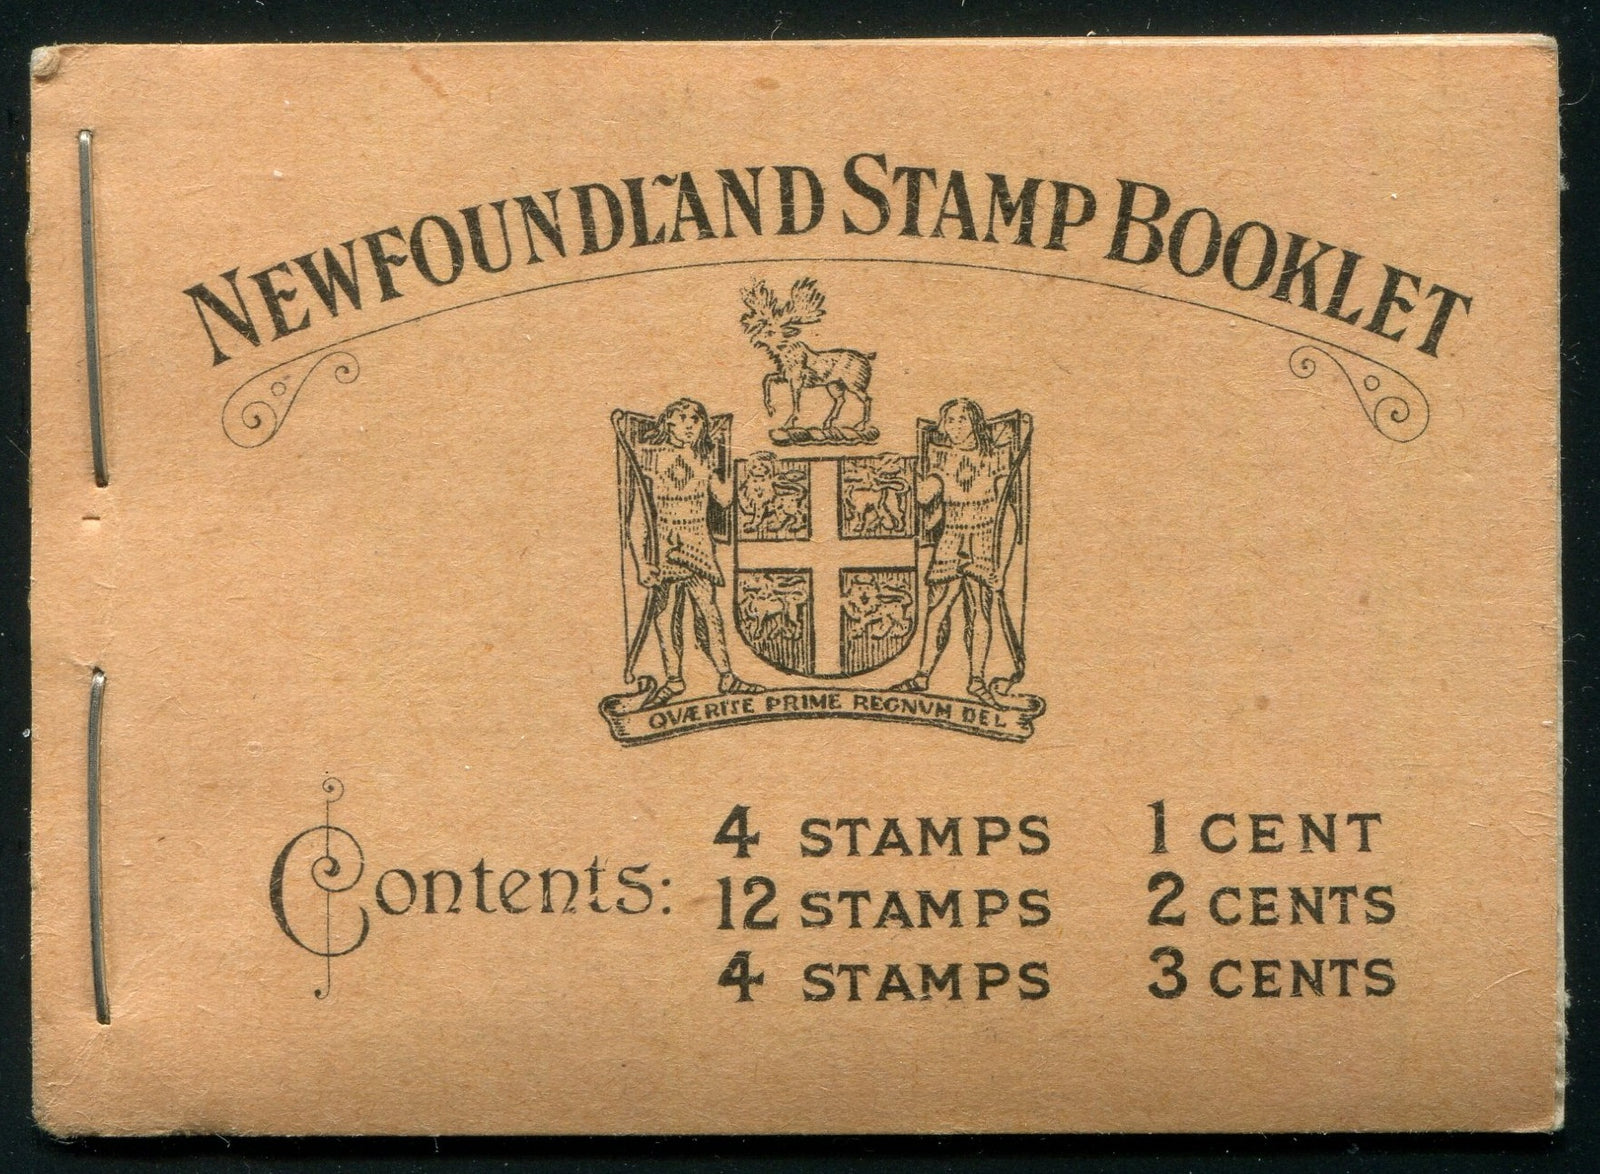 NEWFOUNDLAND STAMP BOOKLET
QVÆRITE PRIME REGNVM DEI
Contents:
4 STAMPS 1 CENT
12 STAMPS 2 CENTS
4 STAMPS 3 CENTS